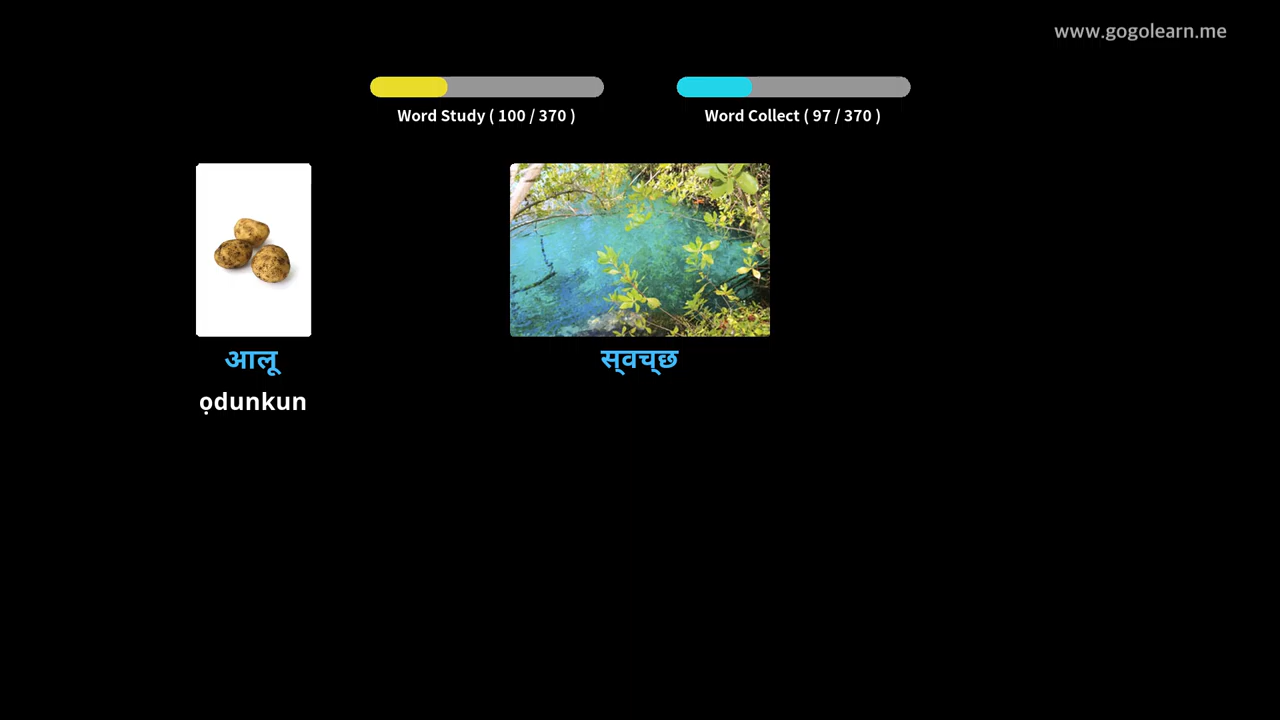 www.gogolearn.me
Word Study ( 100 / 370 )
Word Collect ( 97 / 370 )
आलू
स्वच्छ
ọdunkun